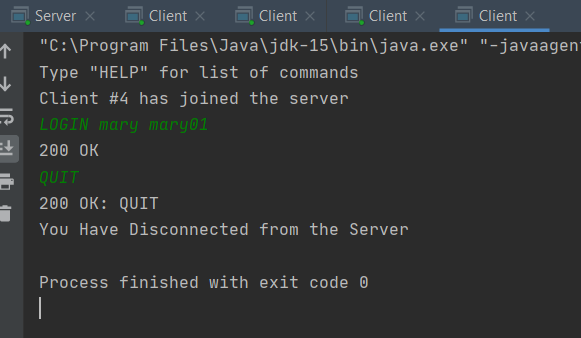 Server Client Client Client Client
"C:\Program Files\Java\jdk-15\bin\java.exe" "-javaagen
Type "HELP" for list of commands
Client #4 has joined the server
LOGIN mary mary01
200 OK
QUIT
200 OK: QUIT
You Have Disconnected from the Server
Process finished with exit code 0